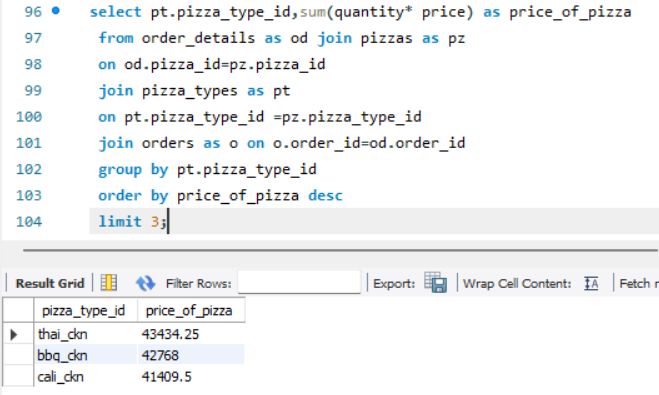 96 select pt.pizza_type_id,sum(quantity* price) as price_of_pizza
97 from order_details as od join pizzas as pz
98 on od.pizza_id=pz.pizza_id
99 join pizza_types as pt
100 on pt.pizza_type_id =pz.pizza_type_id
101 join orders as o on o.order_id=od.order_id
102 group by pt.pizza_type_id
103 order by price_of_pizza desc
104 limit 3;
Result Grid Filter Rows: Export: Wrap Cell Content: Fetch
pizza_type_id price_of_pizza
thai_ckn 43434.25
bbq_ckn 42768
cali_ckn 41409.5